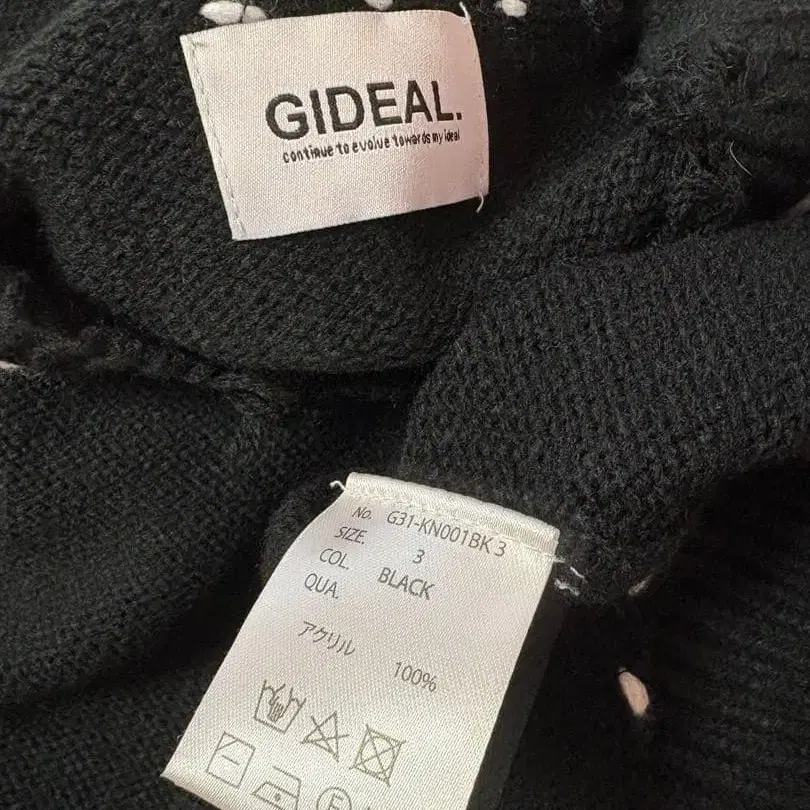 GIDEAL.
continue to evolve towards my ideal
No. G31-KN001BK 3
SIZE. 3
COL. BLACK
QUA.
アクリル 100%
F